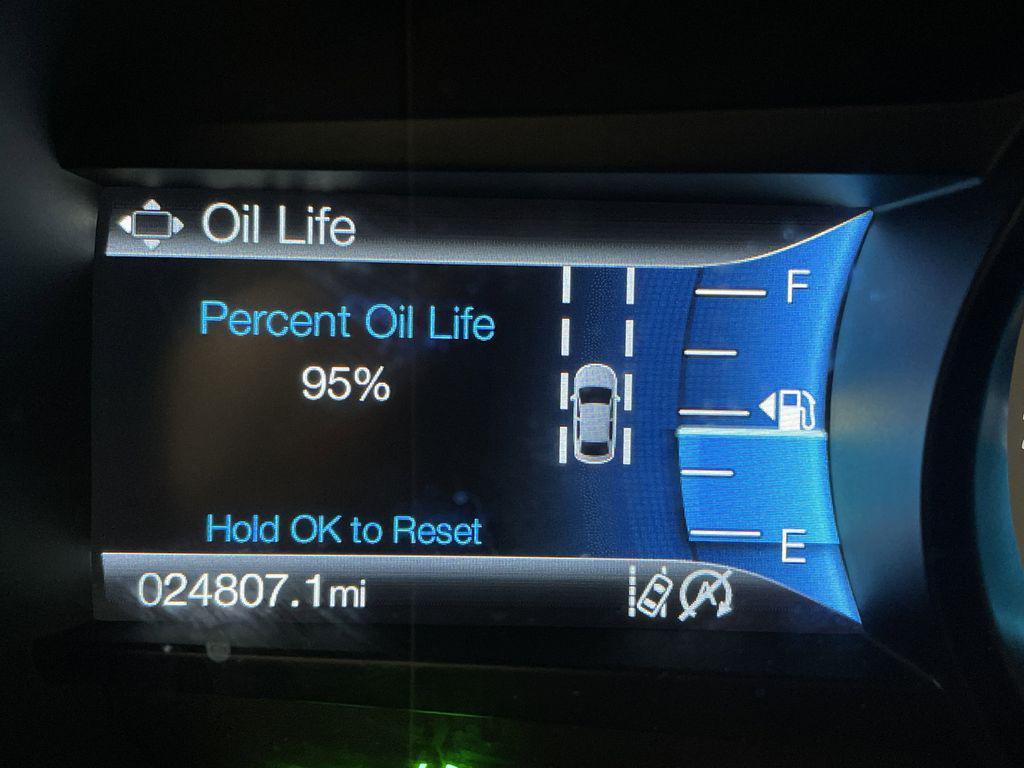 Oil Life
F
Percent Oil Life
95%
Hold OK to Reset
E
024807.1mi